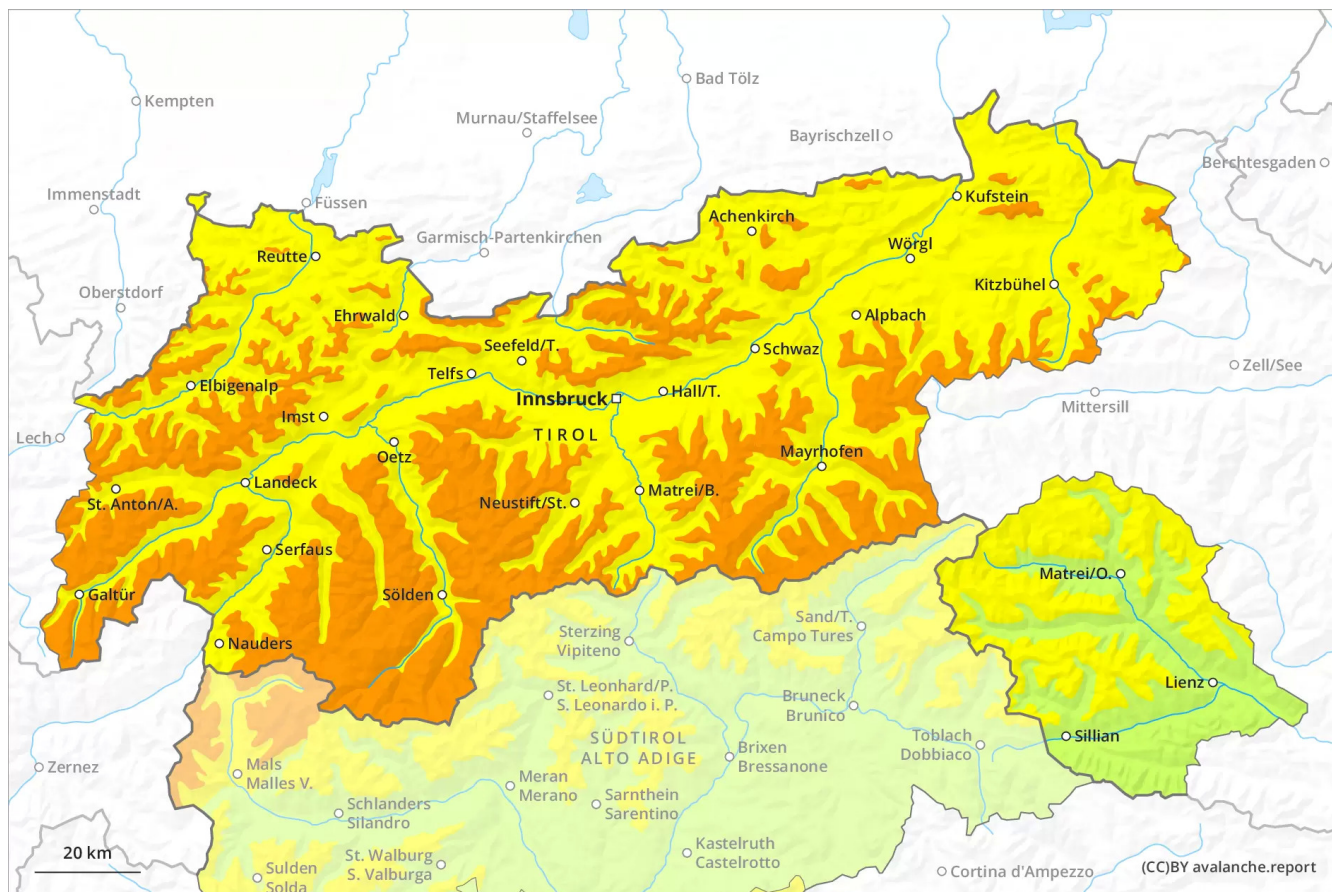 Bad Tölz
Kempten
Murnau/Staffelsee
Bayrischzell
Berchtesgaden
Immenstadt
Füssen
Kufstein
Achenkirch
Garmisch-Partenkirchen
Reutte
Wörgl
Oberstdorf
Kitzbühel
Ehrwald
Alpbach
Seefeld/T.
Schwaz
Zell/See
Telfs
Elbigenalp
Hall/T.
Innsbruck
Mittersill
Imst
Lech
TIROL
Oetz
Mayrhofen
Landeck
Matrei/B.
St. Anton/A.
Neustift/St.
Serfaus
Matrei/O.
Galtür
Sölden
Sand/T.
Campo Tures
Sterzing
Vipiteno
Nauders
Lienz
St. Leonhard/P.
S. Leonardo i. P.
Bruneck
Brunico
Sillian
SÜDTIROL
ALTO ADIGE
Toblach
Dobbiaco
Brixen
Bressanone
Zernez
Mals
Malles V.
Meran
Merano
Schlanders
Silandro
Sarnthein
Sarentino
Kastelruth
Castelrotto
20 km
St. Walburg
S. Valburga
Sulden
Solda
Cortina d'Ampezzo
(CC)BY avalanche.report